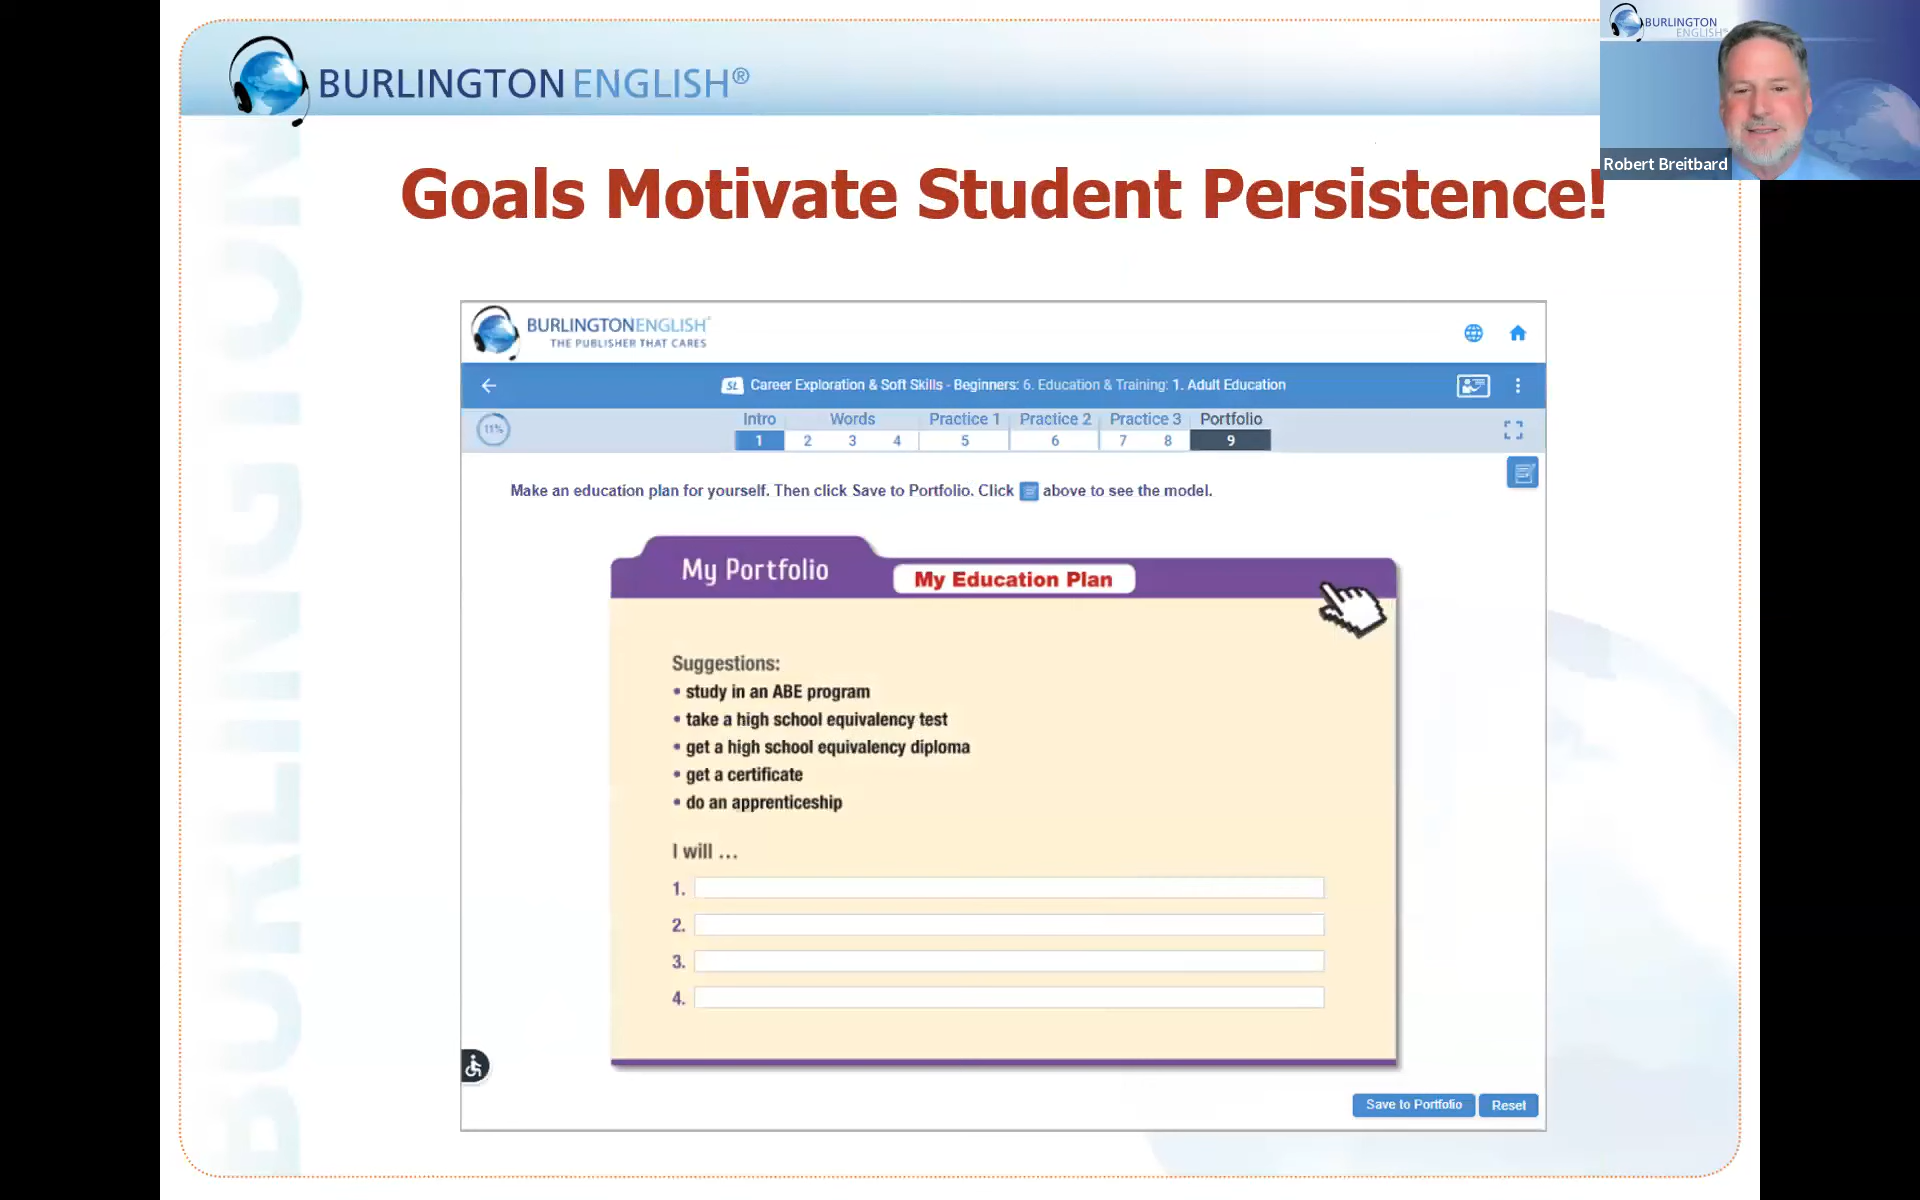 BURLINGTON ENGLISH®
BURLINGTON
ENGLISH®
Robert Breitbard
BURLINGTON
Goals Motivate Student Persistence!
BURLINGTONENGLISH®
THE PUBLISHER THAT CARES
SL Career Exploration & Soft Skills - Beginners: 6. Education & Training: 1. Adult Education
11%
Intro Words Practice 1 Practice 2 Practice 3 Portfolio
1 2 3 4 5 6 7 8 9
Make an education plan for yourself. Then click Save to Portfolio. Click above to see the model.
My Portfolio
My Education Plan
Suggestions:
• study in an ABE program
• take a high school equivalency test
• get a high school equivalency diploma
• get a certificate
• do an apprenticeship
I will ...
1.
2.
3.
4.
Save to Portfolio Reset